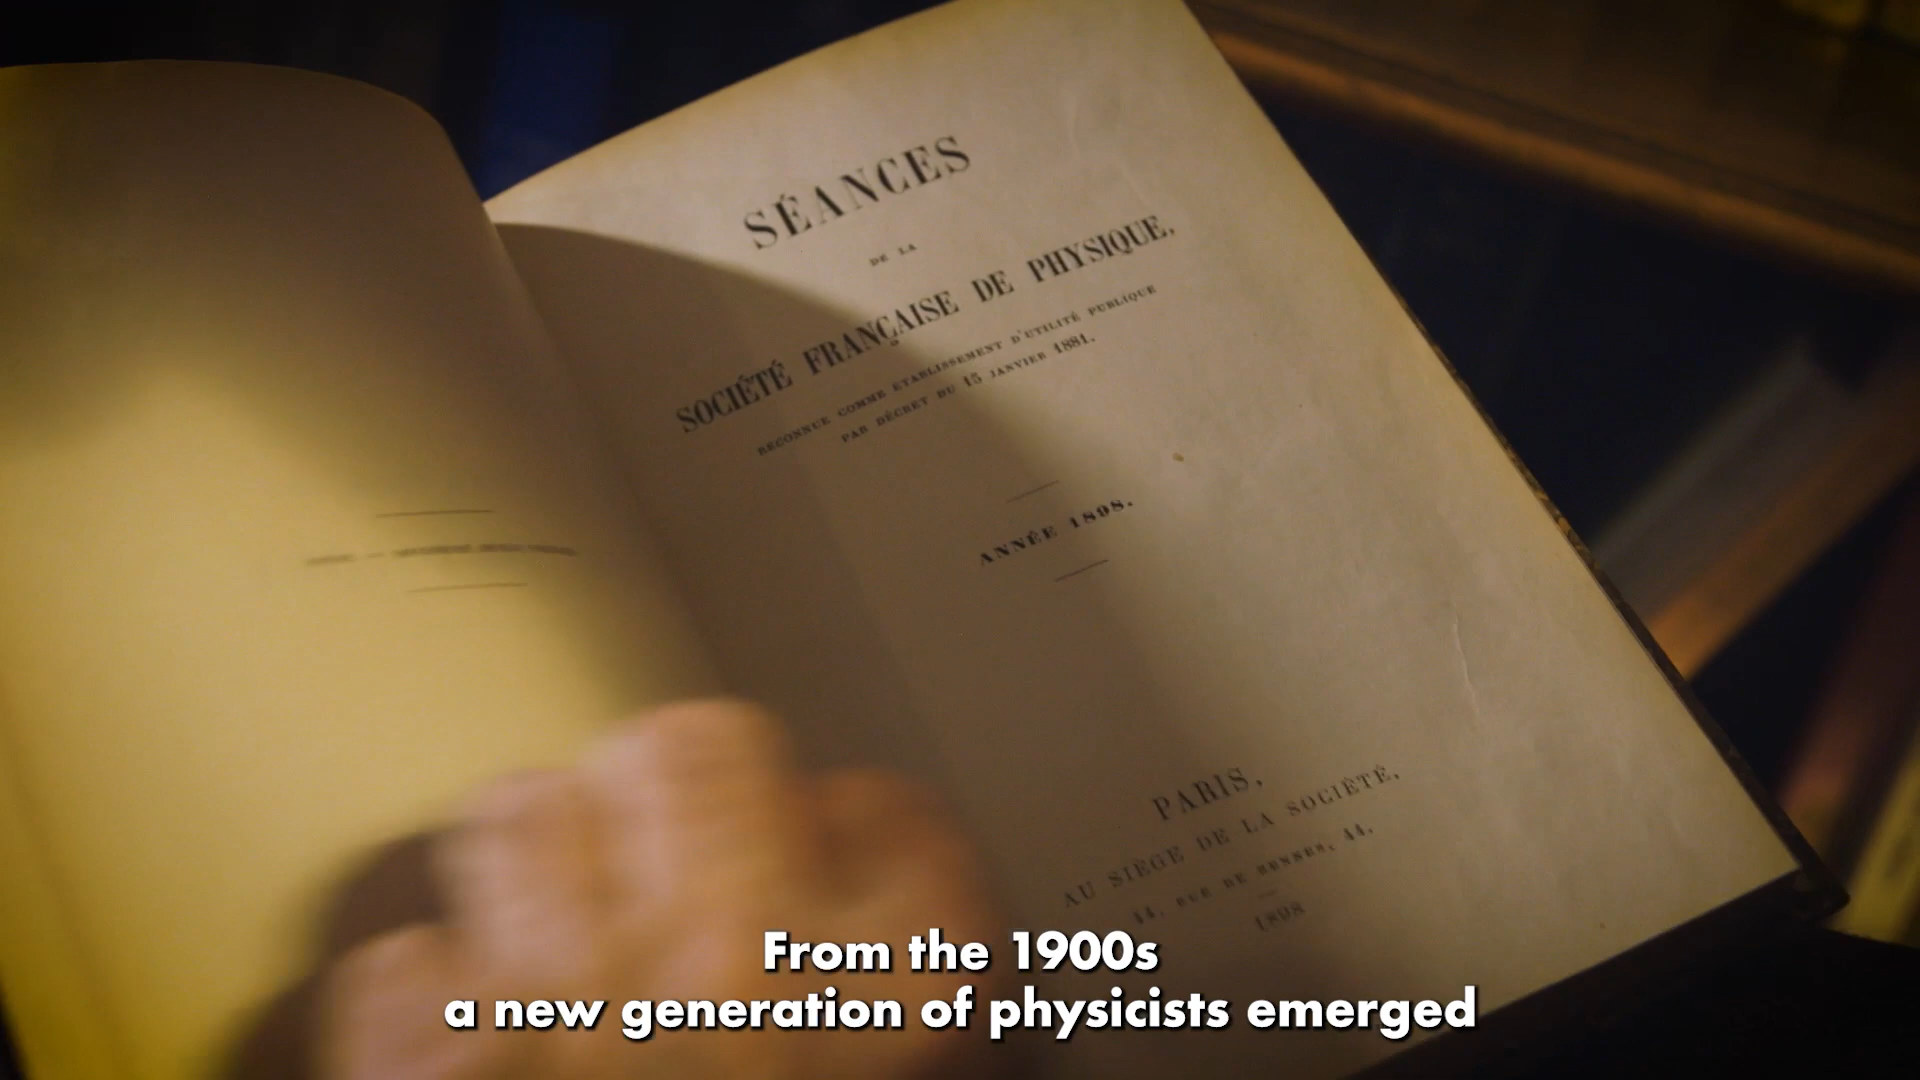 SÉANCES
DE LA
SOCIÉTÉ FRANÇAISE DE PHYSIQUE,
RECONNUE COMME ÉTABLISSEMENT D'UTILITÉ PUBLIQUE
PAR DÉCRET DU 15 JANVIER 1881.
ANNÉE 1898.
PARIS,
AU SIÈGE DE LA SOCIÉTÉ,
44, RUE DE RENNES, 44.
1898
From the 1900s
a new generation of physicists emerged